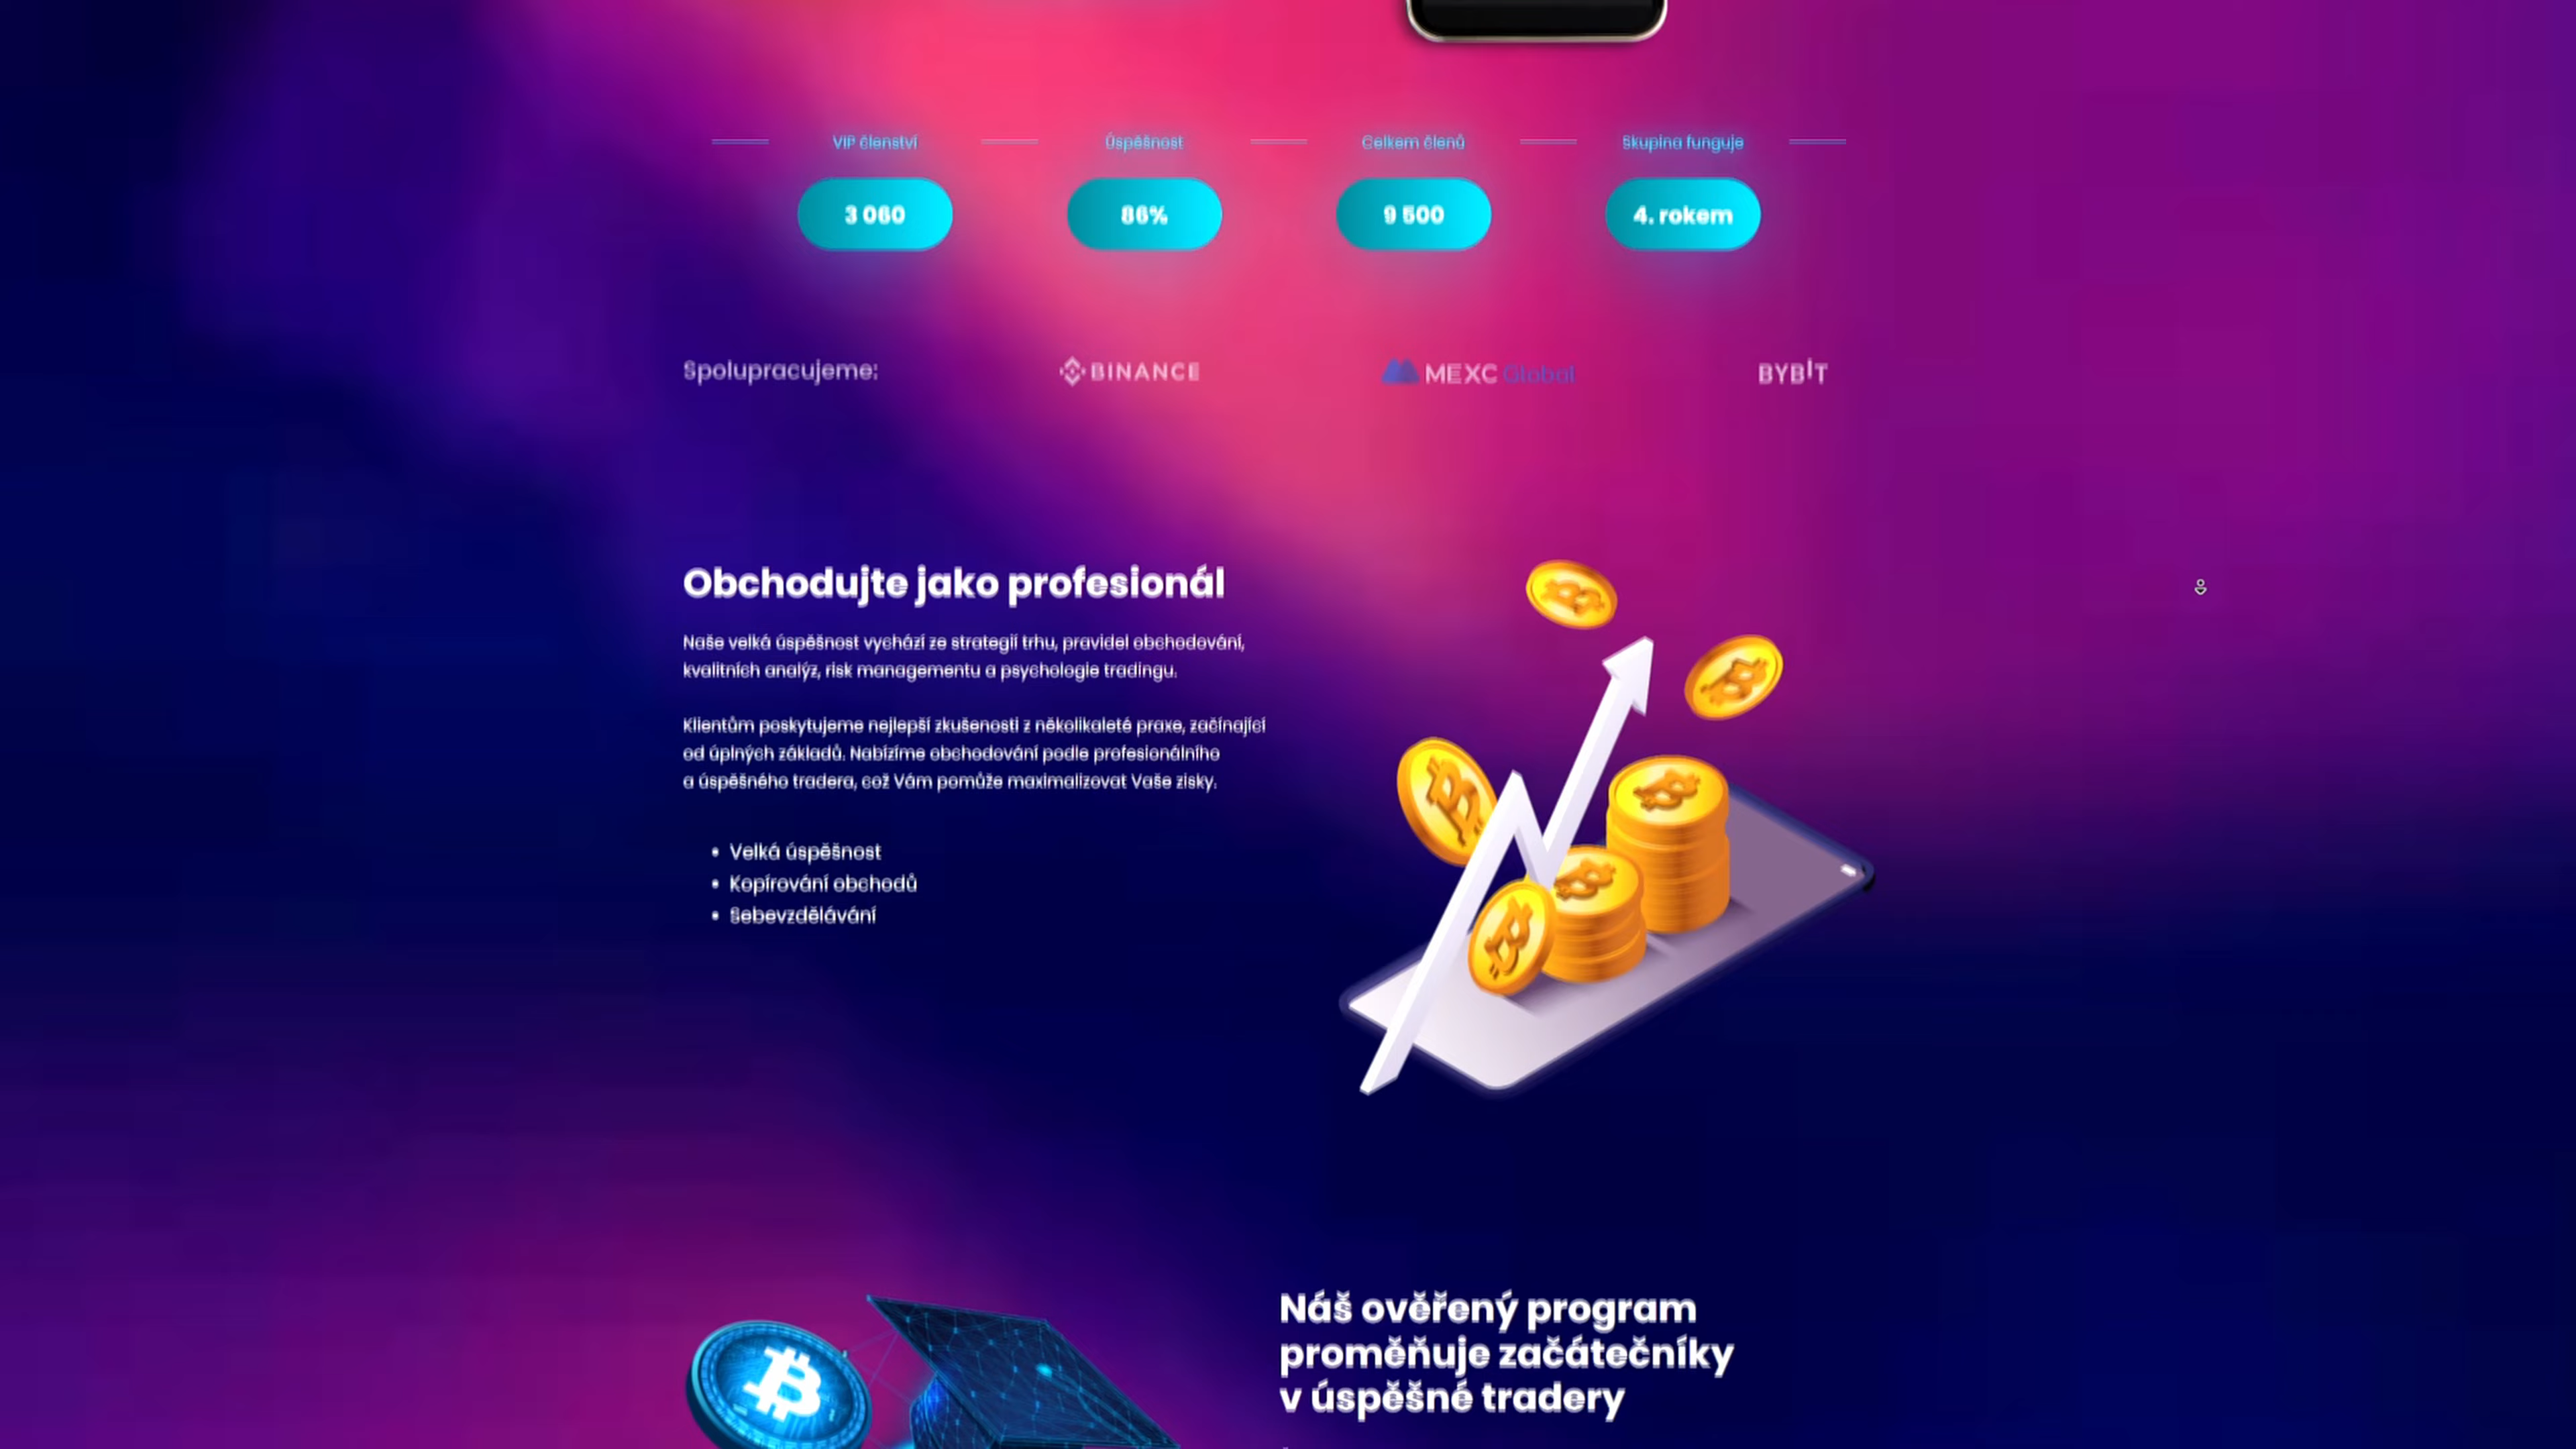 VIP členství
Úspěšnost
Celkem členů
Skupina funguje
3 060
86%
9 500
4. rokem
Spolupracujeme:
BINANCE
MEXC Global
BYBIT
Obchodujte jako profesionál
Naše velká úspěšnost vychází ze strategií trhu, pravidel obchodování,
kvalitních analýz, risk managementu a psychologie tradingu.
Klientům poskytujeme nejlepší zkušenosti z několikaleté praxe, začínající
od úplných základů. Nabízíme obchodování podle profesionálního
a úspěšného tradera, což Vám pomůže maximalizovat Vaše zisky.
• Velká úspěšnost
• Kopírování obchodů
• Sebevzdělávání
Náš ověřený program
proměňuje začátečníky
v úspěšné tradery